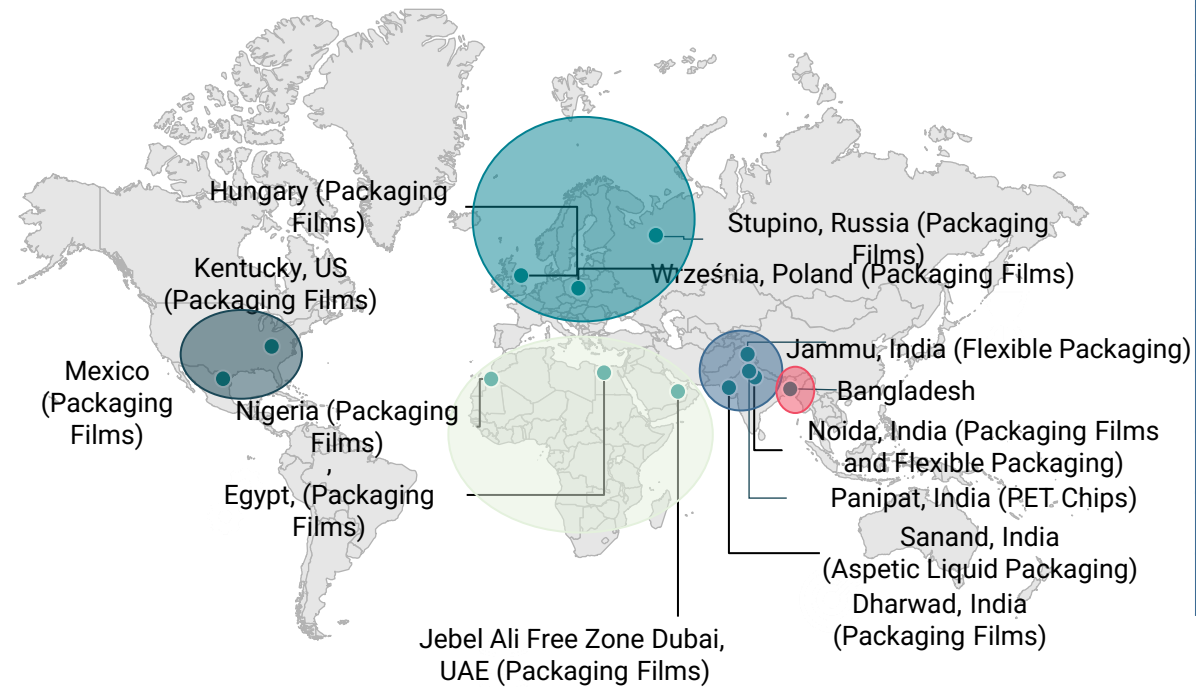 Hungary (Packaging
Films)
Stupino, Russia (Packaging
Films)
Września, Poland (Packaging Films)
Kentucky, US
(Packaging Films)
Jammu, India (Flexible Packaging)
Mexico
(Packaging
Films)
Bangladesh
Nigeria (Packaging
Films)
,
Egypt, (Packaging
Films)
Noida, India (Packaging Films
and Flexible Packaging)
Panipat, India (PET Chips)
Sanand, India
(Aspetic Liquid Packaging)
Dharwad, India
(Packaging Films)
Jebel Ali Free Zone Dubai,
UAE (Packaging Films)